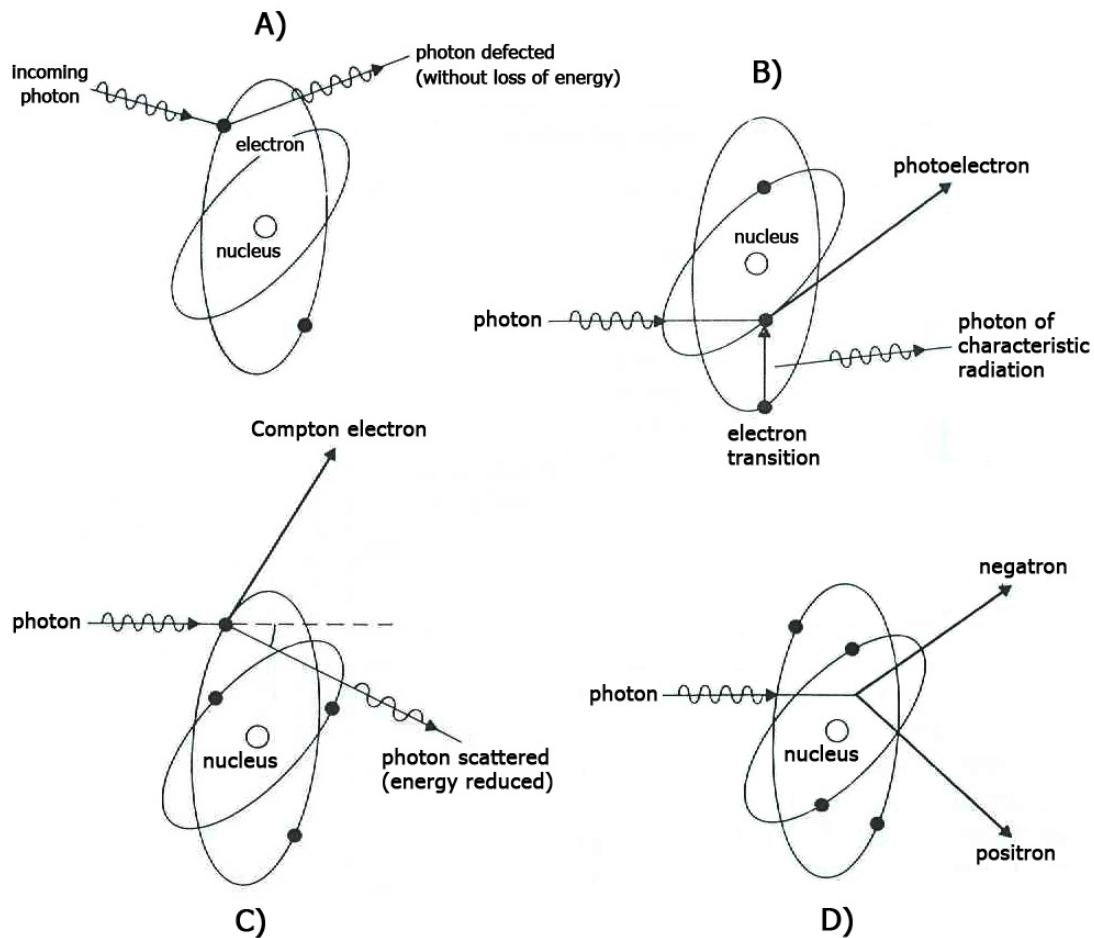 A)
incoming
photon
photon defected
(without loss of energy)
electron
nucleus
B)
photoelectron
nucleus
photon
photon of
characteristic
radiation
electron
transition
Compton electron
photon
nucleus
photon scattered
(energy reduced)
C)
negatron
photon
nucleus
positron
D)